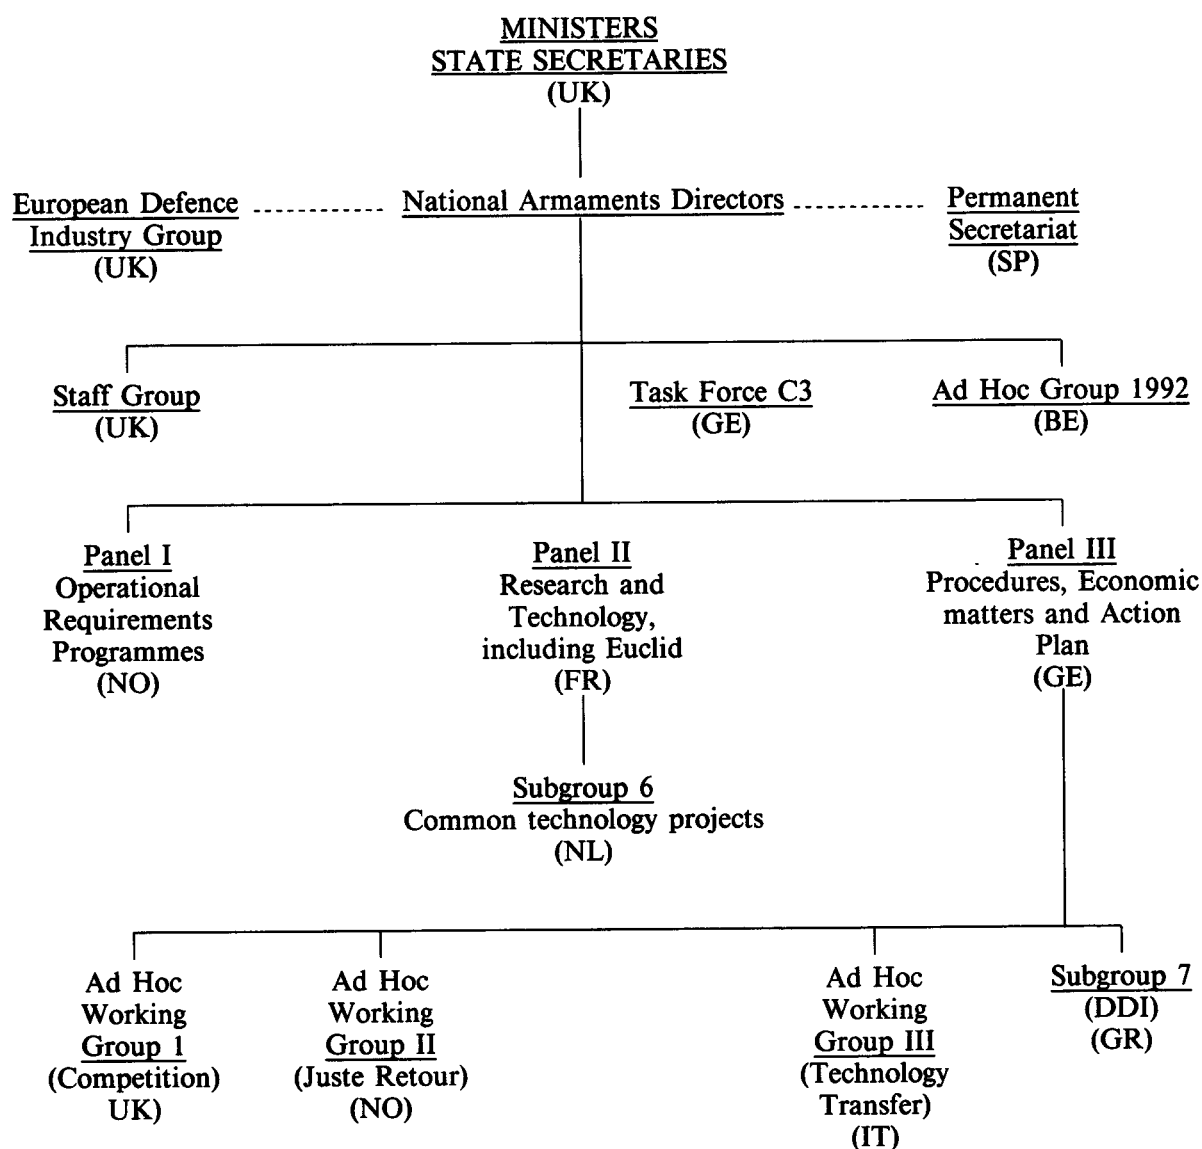 MINISTERS
STATE SECRETARIES
(UK)
European Defence
Industry Group
(UK)
National Armaments Directors
Permanent
Secretariat
(SP)
Staff Group
(UK)
Task Force C3
(GE)
Ad Hoc Group 1992
(BE)
Panel I
Operational
Requirements
Programmes
(NO)
Panel II
Research and
Technology,
including Euclid
(FR)
Panel III
Procedures, Economic
matters and Action
Plan
(GE)
Subgroup 6
Common technology projects
(NL)
Ad Hoc
Working
Group 1
(Competition)
UK)
Ad Hoc
Working
Group II
(Juste Retour)
(NO)
Ad Hoc
Working
Group III
(Technology
Transfer)
(IT)
Subgroup 7
(DDI)
(GR)